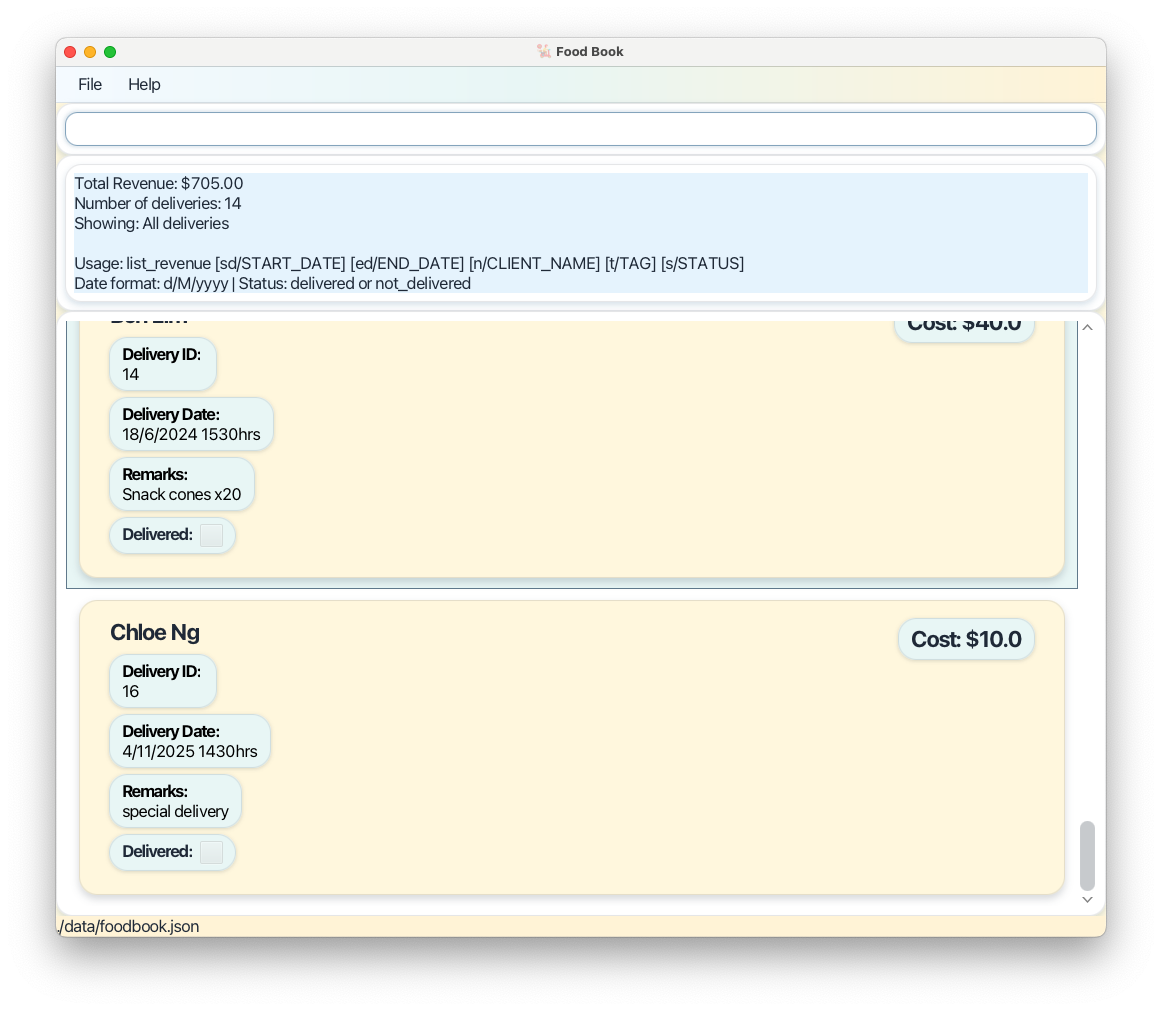 Food Book
File Help
Total Revenue: $705.00
Number of deliveries: 14
Showing: All deliveries
Usage: list_revenue [sd/START_DATE] [ed/END_DATE] [n/CLIENT_NAME] [t/TAG] [s/STATUS]
Date format: d/M/yyyy | Status: delivered or not_delivered
Cost: $40.0
Delivery ID:
14
Delivery Date:
18/6/2024 1530hrs
Remarks:
Snack cones x20
Delivered:
Chloe Ng
Cost: $10.0
Delivery ID:
16
Delivery Date:
4/11/2025 1430hrs
Remarks:
special delivery
Delivered:
./data/foodbook.json